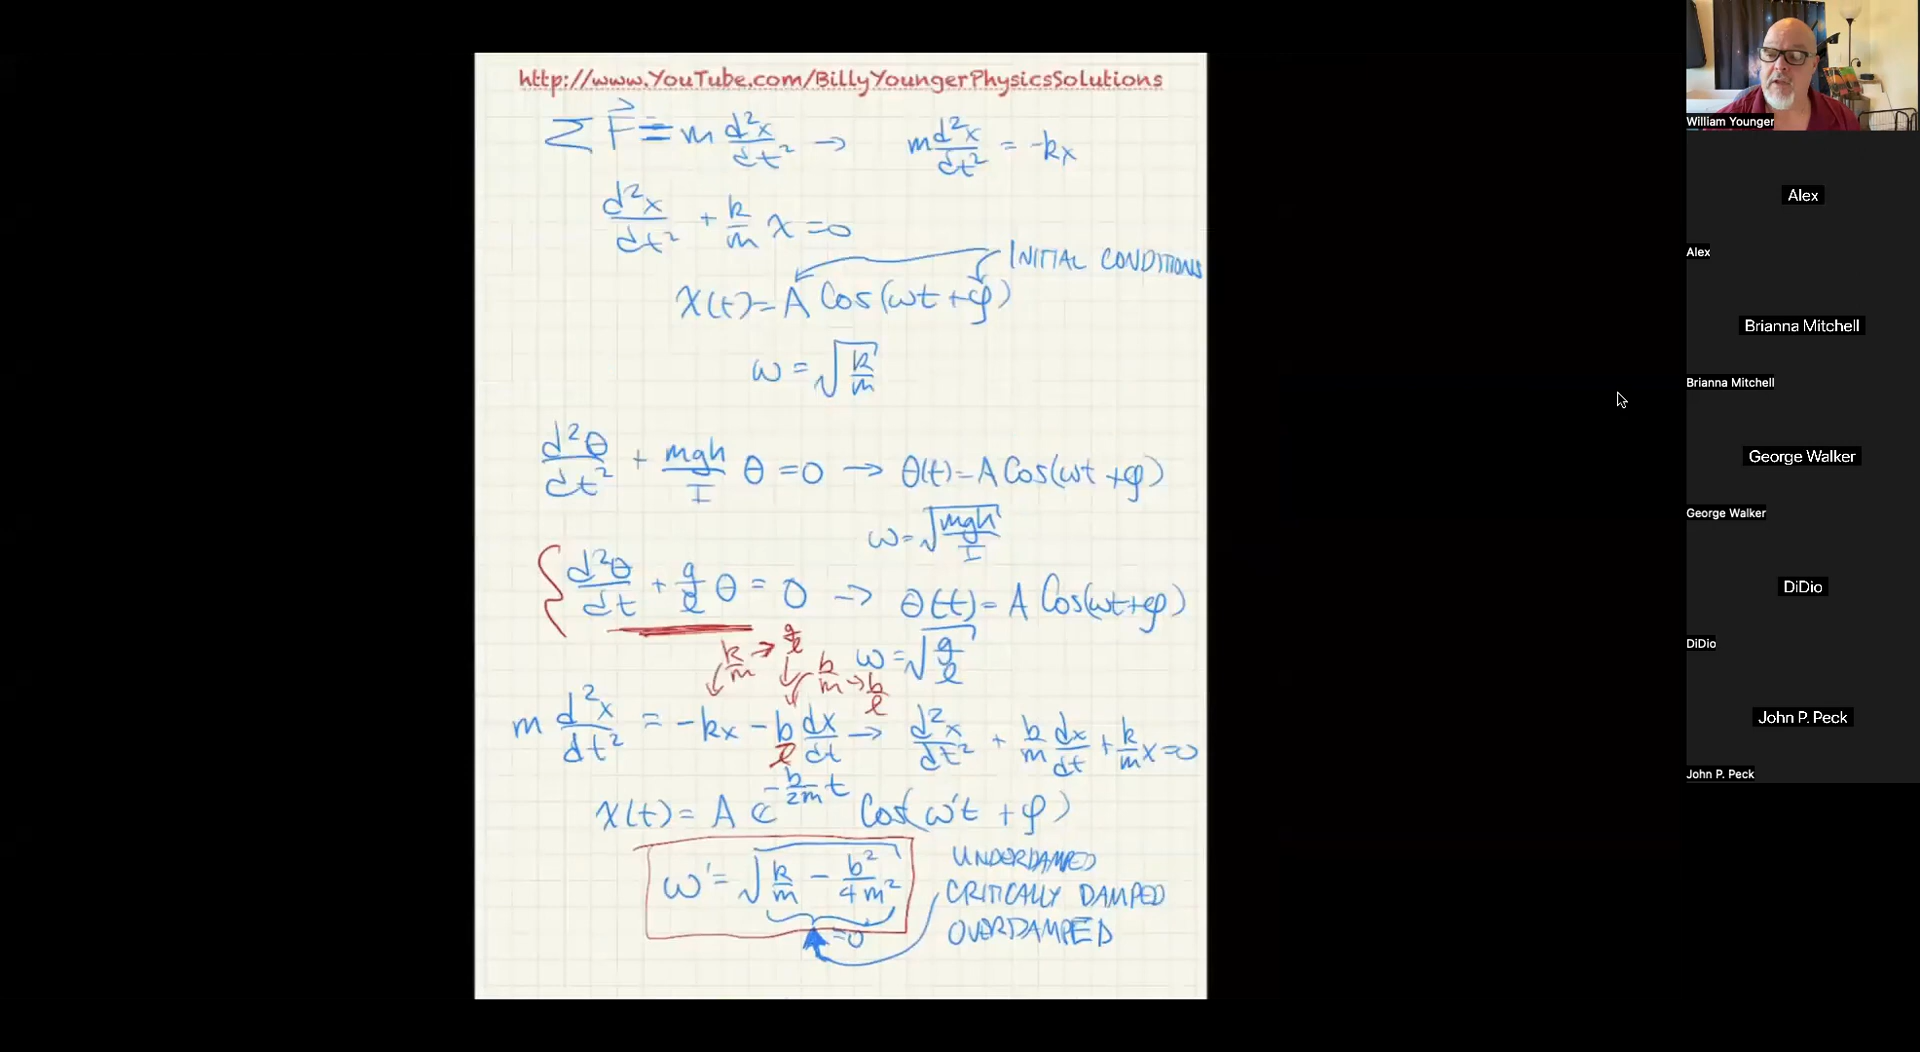 http://www.YouTube.com/BillyYoungerPhysicsSolutions
∑ F⃗ = m d²x/dt² → m d²x/dt² = -kx
d²x/dt² + k/m x = 0
INITIAL CONDITIONS
x(t) = A Cos(ωt + φ)
ω = √(k/m)
d²θ/dt² + mgh/I θ = 0 → θ(t) = A Cos(ωt + φ)
ω = √(mgh/I)
{ d²θ/dt + g/ℓ θ = 0 → θ(t) = A Cos(ωt + φ)
k/m → g/ℓ
b/m → b/ℓ
ω = √(g/ℓ)
m d²x/dt² = -kx - b dx/dt → d²x/dt² + b/m dx/dt + k/m x = 0
ℓ
x(t) = A e^(-b/2m t) Cos(ω't + φ)
ω' = √(k/m - b²/4m²)
= 0
UNDERDAMPED
CRITICALLY DAMPED
OVERDAMPED
William Younger
Alex
Alex
Brianna Mitchell
Brianna Mitchell
George Walker
George Walker
DiDio
DiDio
John P. Peck
John P. Peck